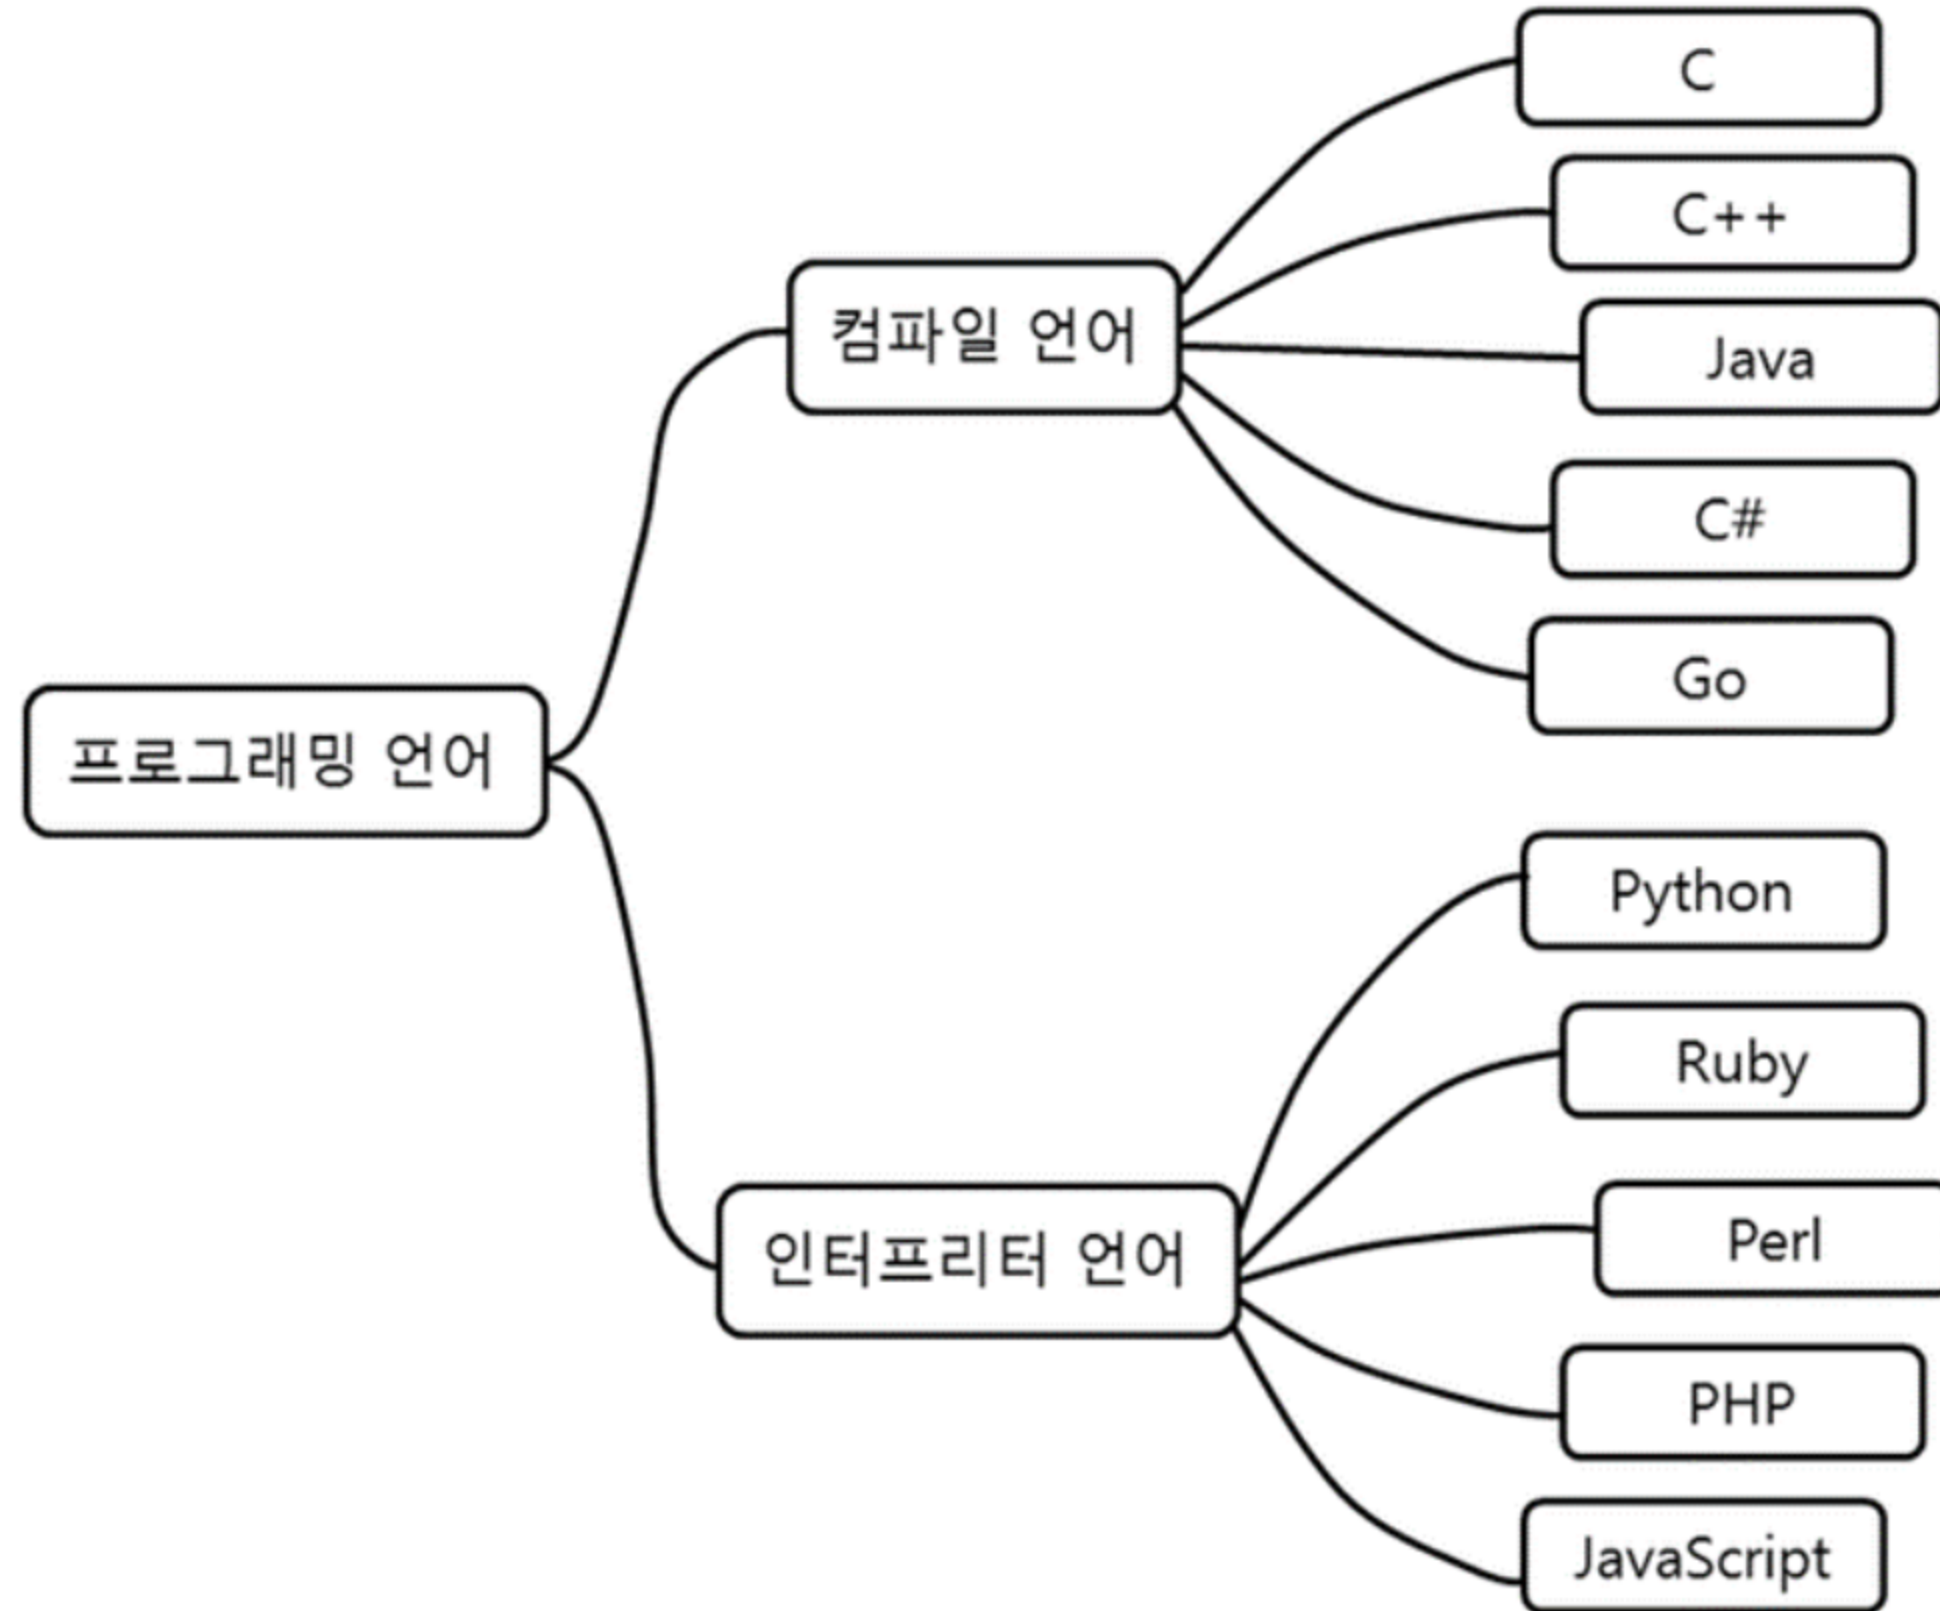 프로그래밍 언어
컴파일 언어
C
C++
Java
C#
Go
인터프리터 언어
Python
Ruby
Perl
PHP
JavaScript